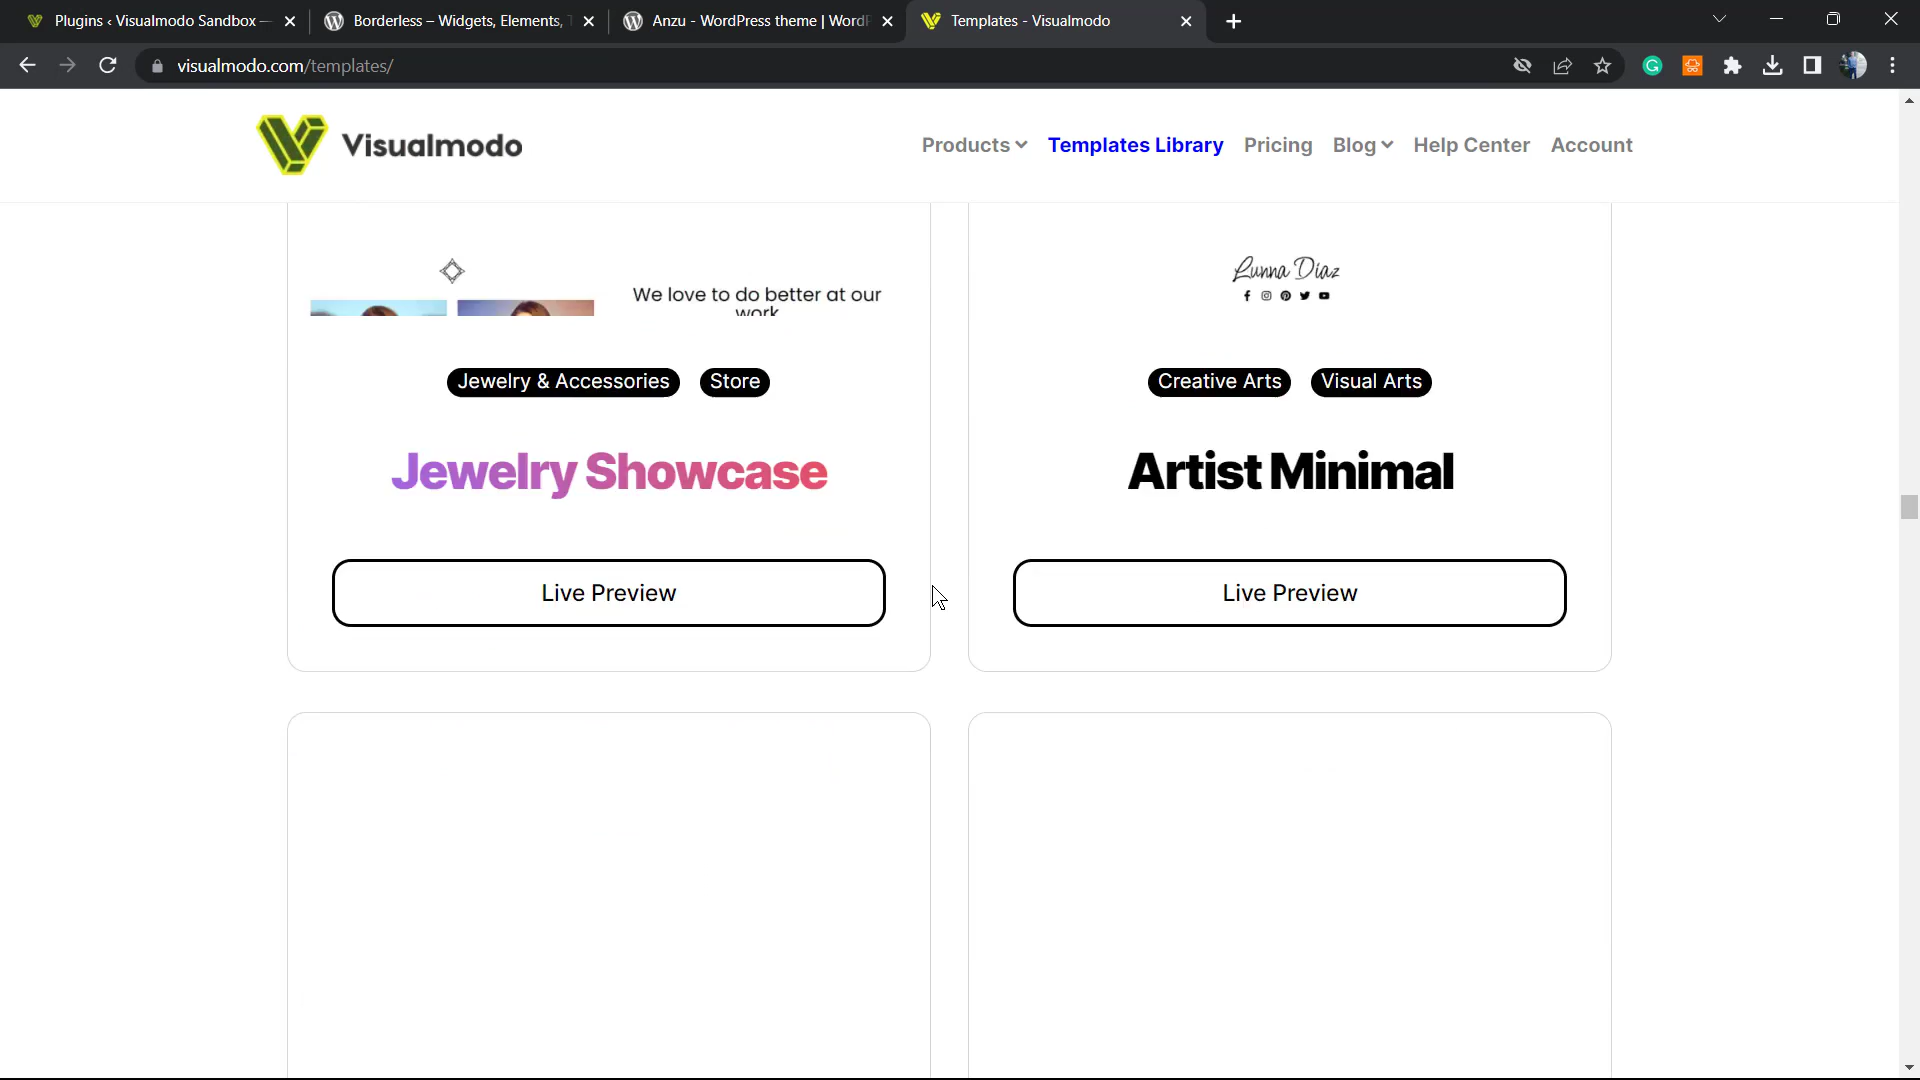 Plugins ‹ Visualmodo Sandbox —
Borderless – Widgets, Elements,
Anzu - WordPress theme | Word
Templates - Visualmodo
visualmodo.com/templates/
Visualmodo
Products
Templates Library
Pricing
Blog
Help Center
Account
We love to do better at our
work
Lunna Diaz
Jewelry & Accessories
Store
Creative Arts
Visual Arts
Jewelry Showcase
Artist Minimal
Live Preview
Live Preview